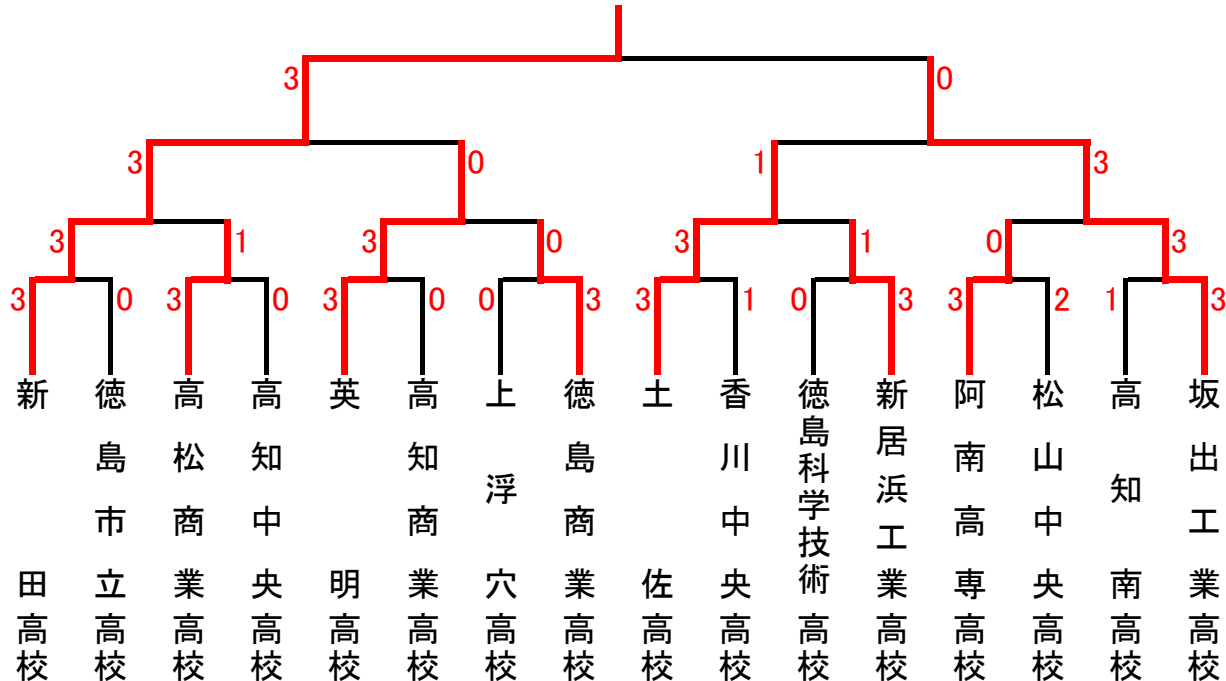 3 0
3 0 1 3
3 1 3 0 3 1 0 3
3 0 3 0 3 0 0 3 3 1 0 3 3 2 1 3
新田高校
徳島市立高校
高松商業高校
高知中央高校
英明高校
高知商業高校
上浮穴高校
徳島商業高校
土佐高校
香川中央高校
徳島科学技術高校
新居浜工業高校
阿南高専高校
松山中央高校
高知南高校
坂出工業高校